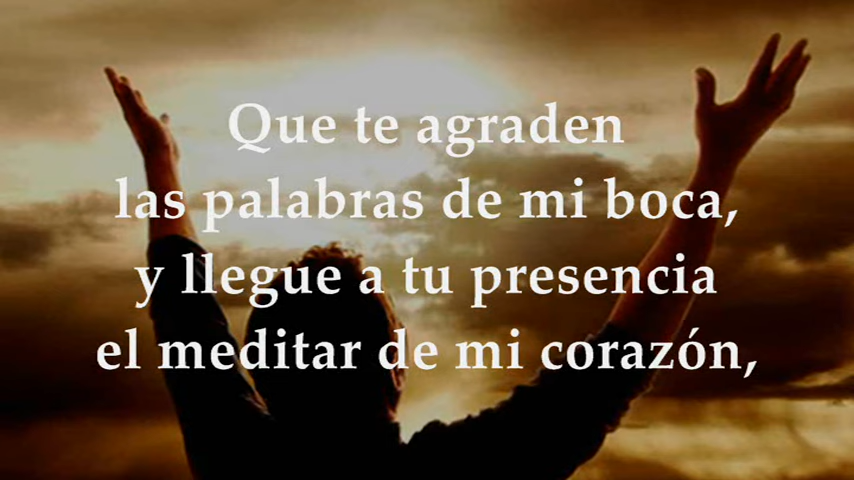 Que te agraden
las palabras de mi boca,
y llegue a tu presencia
el meditar de mi corazón,